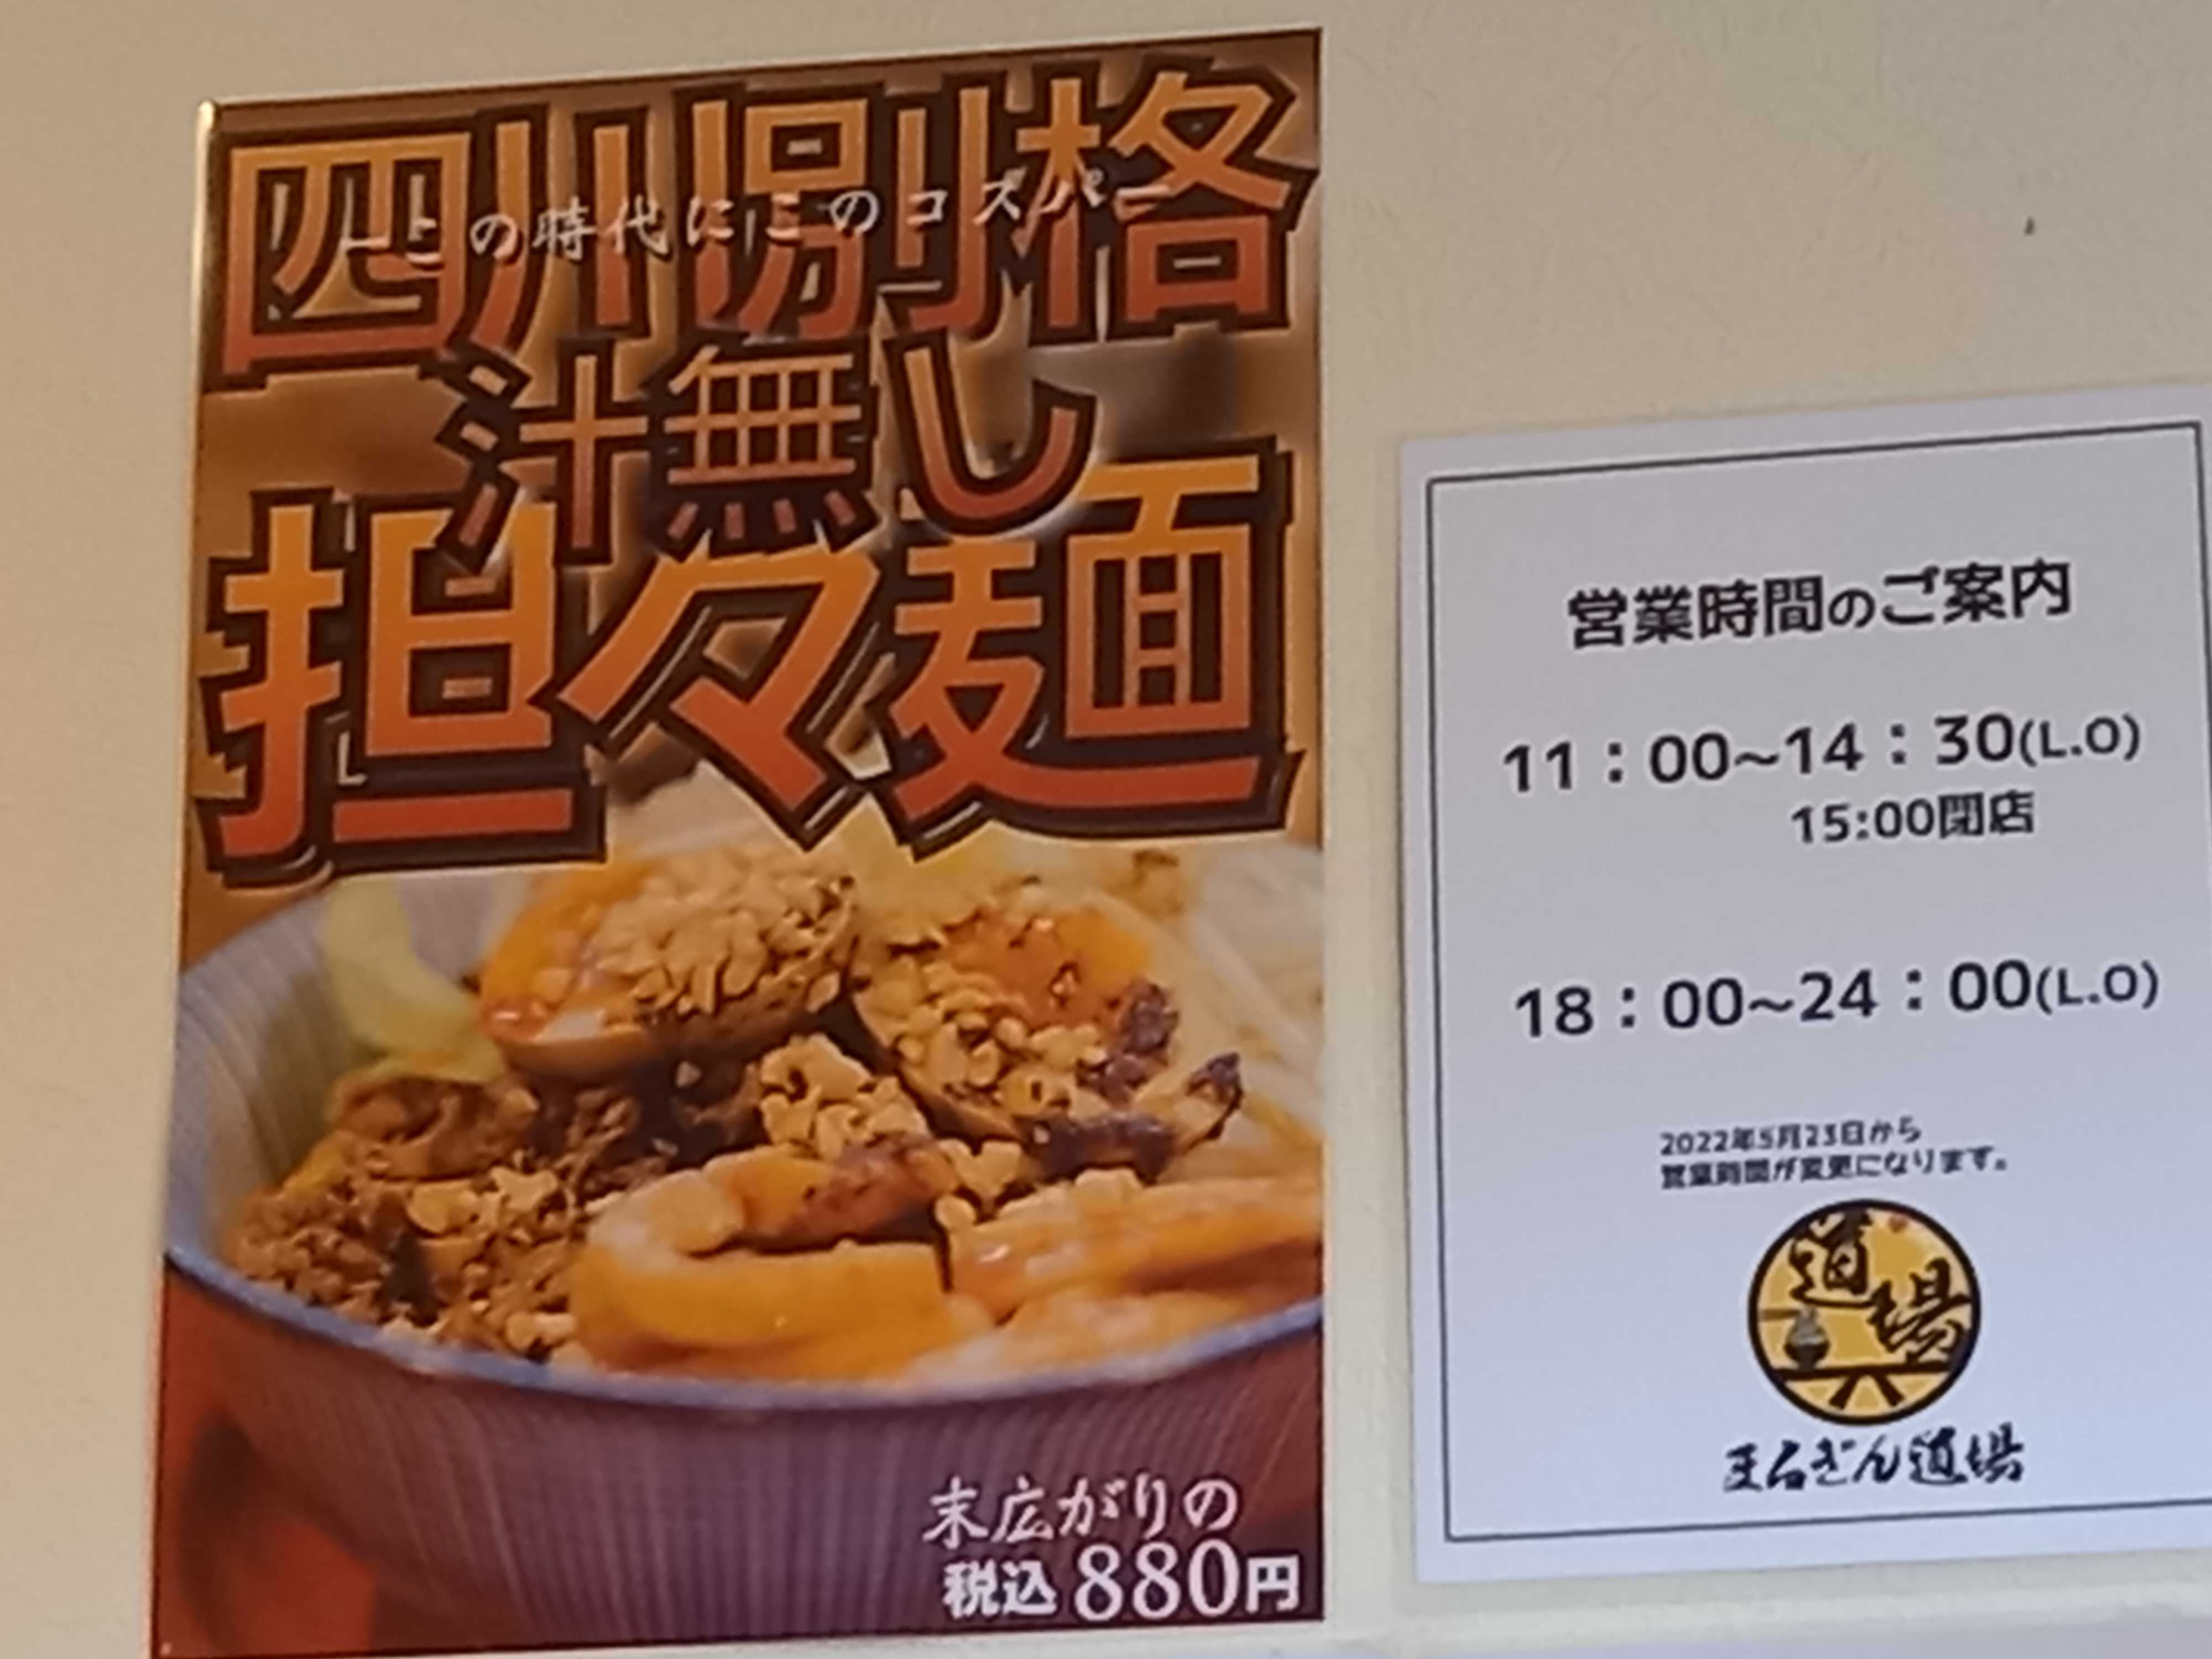 四川別格
ーこの時代にこのコスパー
汁無し
担々麺
末広がりの
税込880円
営業時間のご案内
11：00~14：30(L.O)
15:00閉店
18：00~24：00(L.O)
2022年5月23日から
営業時間が変更になります。
道場
まるぎん道場